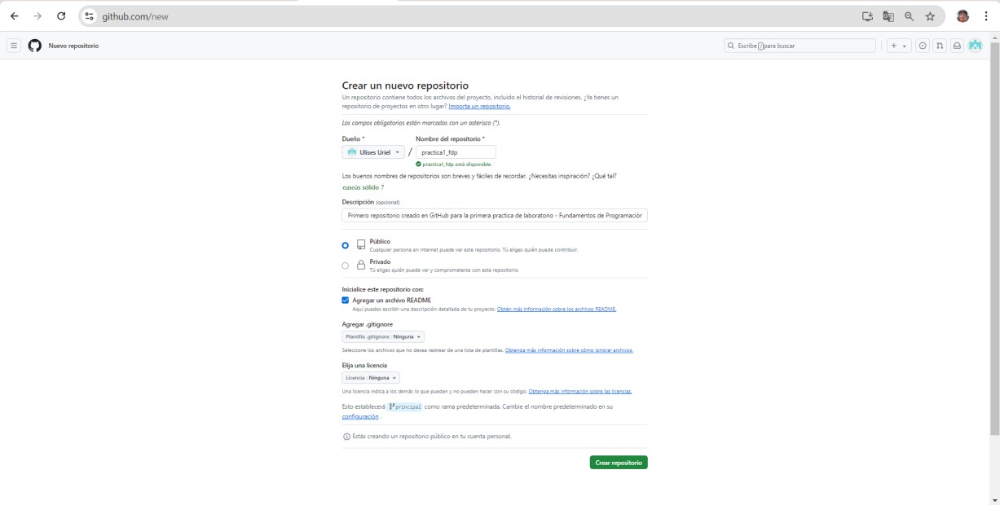 github.com/new
Nuevo repositorio
Escribe / para buscar
Crear un nuevo repositorio
Un repositorio contiene todos los archivos del proyecto, incluido el historial de revisiones. ¿Ya tienes un
repositorio de proyectos en otro lugar? Importa un repositorio.
Los campos obligatorios están marcados con un asterisco (*).
Dueño * Nombre del repositorio *
Ulises Uriel / practica1_fdp
practica1_fdp está disponible.
Los buenos nombres de repositorios son breves y fáciles de recordar. ¿Necesitas inspiración? ¿Qué tal?
cuscús sólido ?
Descripción (opcional)
Primero repositorio creado en GitHub para la primera practica de laboratorio - Fundamentos de Programación
Público
Cualquier persona en Internet puede ver este repositorio. Tú eliges quién puede contribuir.
Privado
Tú eliges quién puede ver y comprometerse con este repositorio.
Inicialice este repositorio con:
Agregar un archivo README
Aquí puedes escribir una descripción detallada de tu proyecto. Obtén más información sobre los archivos README.
Agregar .gitignore
Plantilla .gitignore : Ninguna
Seleccione los archivos que no desea rastrear de una lista de plantillas. Obtenga más información sobre cómo ignorar archivos.
Elija una licencia
Licencia : Ninguna
Una licencia indica a los demás lo que pueden y no pueden hacer con su código. Obtenga más información sobre las licencias.
Esto establecerá principal como rama predeterminada. Cambie el nombre predeterminado en su
configuración .
Estás creando un repositorio público en tu cuenta personal.
Crear repositorio